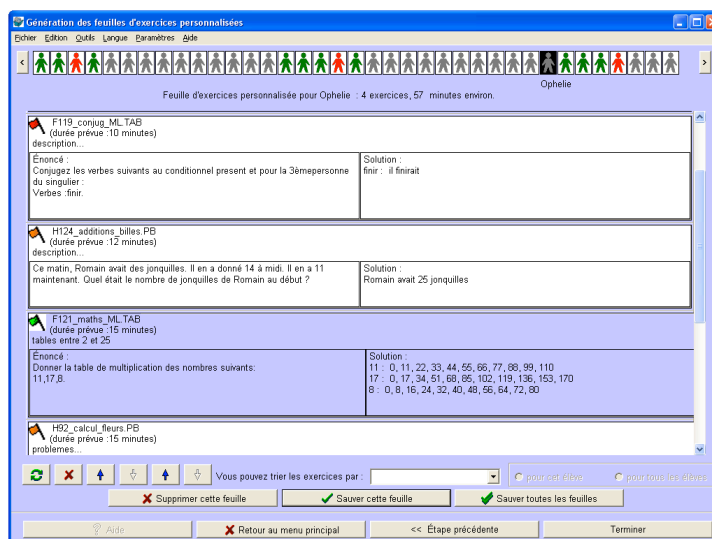 Génération des feuilles d'exercices personnalisées
Fichier Edition Outils Langue Paramètres Aide
< >
Ophelie
Feuille d'exercices personnalisée pour Ophelie : 4 exercices, 57 minutes environ.
F119_conjug_ML.TAB
(durée prévue :10 minutes)
description...
Énoncé :
Conjugez les verbes suivants au conditionnel present et pour la 3èmepersonne
du singulier :
Verbes :finir.
Solution :
finir : il finirait
H124_additions_billes.PB
(durée prévue :12 minutes)
description...
Ce matin, Romain avait des jonquilles. Il en a donné 14 à midi. Il en a 11
maintenant. Quel était le nombre de jonquilles de Romain au début ?
Solution :
Romain avait 25 jonquilles
F121_maths_ML.TAB
(durée prévue :15 minutes)
tables entre 2 et 25
Énoncé :
Donner la table de multiplication des nombres suivants:
11,17,8.
Solution :
11 : 0, 11, 22, 33, 44, 55, 66, 77, 88, 99, 110
17 : 0, 17, 34, 51, 68, 85, 102, 119, 136, 153, 170
8 : 0, 8, 16, 24, 32, 40, 48, 56, 64, 72, 80
H92_calcul_fleurs.PB
(durée prévue :15 minutes)
problemes...
Vous pouvez trier les exercices par : pour cet élève pour tous les élèves
Supprimer cette feuille Sauver cette feuille Sauver toutes les feuilles
Aide Retour au menu principal << Étape précédente Terminer